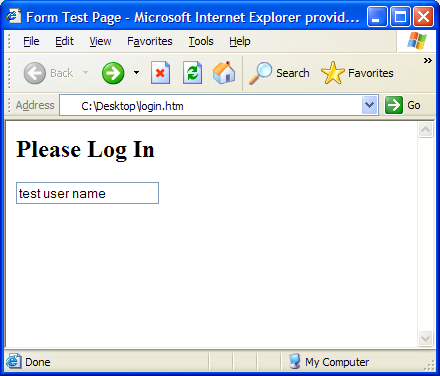 Form Test Page - Microsoft Internet Explorer provid...
File Edit View Favorites Tools Help
Back Search Favorites
Address C:\Desktop\login.htm Go
Please Log In
test user name
Done My Computer